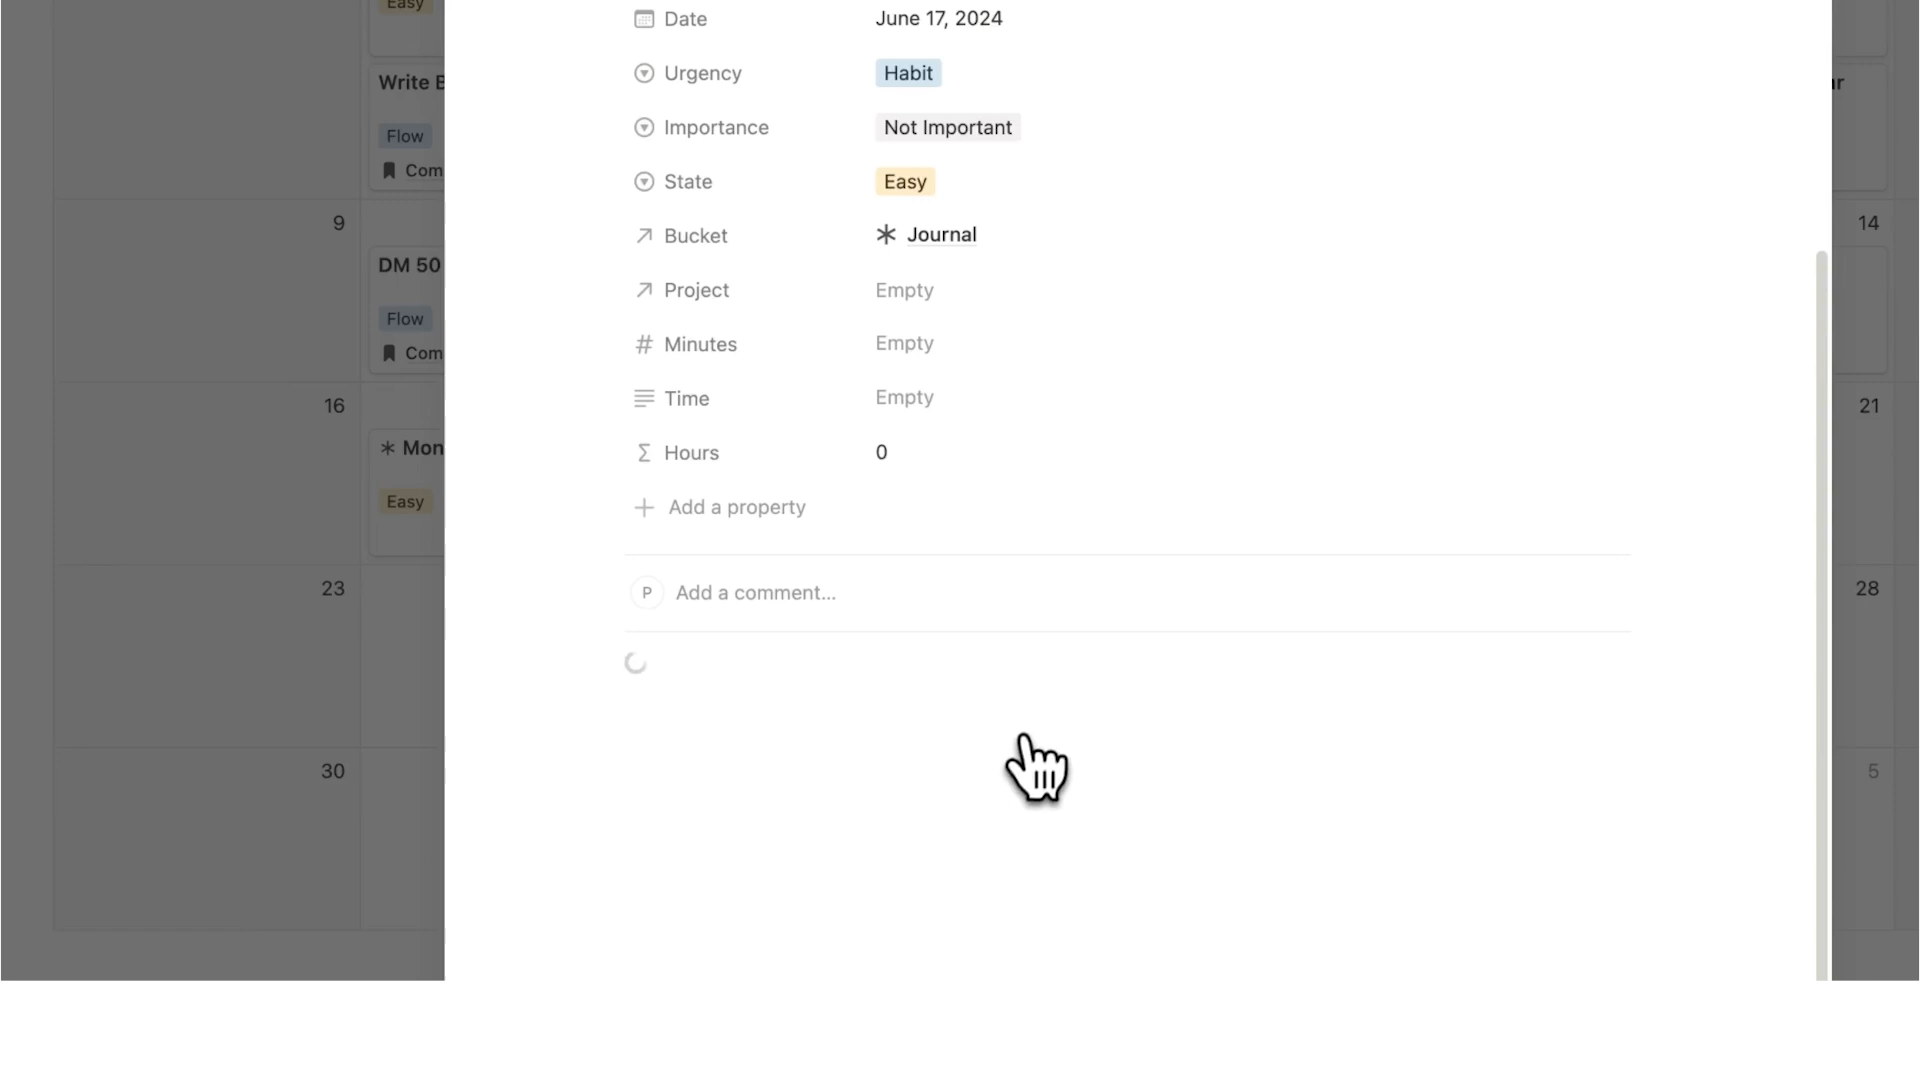 Easy
Write B
Flow
Com
9
DM 50
Flow
Com
16
Mon
Easy
23
30
Date June 17, 2024
Urgency Habit
Importance Not Important
State Easy
Bucket Journal
Project Empty
Minutes Empty
Time Empty
Hours 0
Add a property
P Add a comment...
14
21
28
5